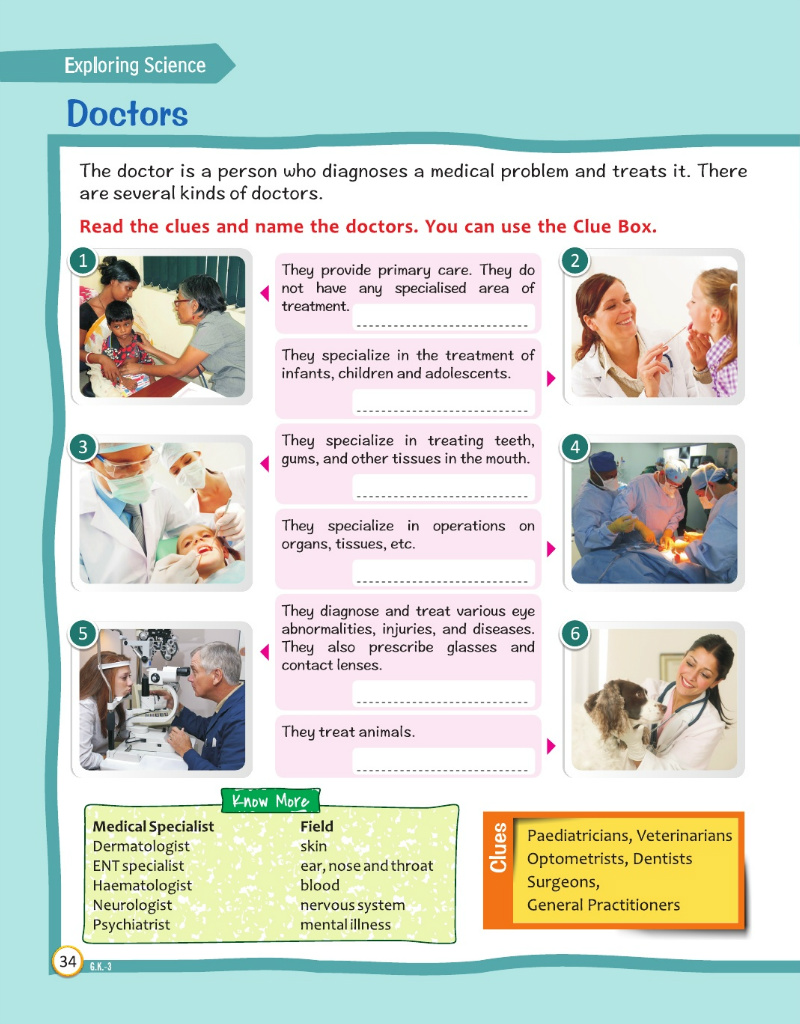 Exploring Science
Doctors
The doctor is a person who diagnoses a medical problem and treats it. There
are several kinds of doctors.
Read the clues and name the doctors. You can use the Clue Box.
1
They provide primary care. They do
not have any specialised area of
treatment.
2
They specialize in the treatment of
infants, children and adolescents.
3
They specialize in treating teeth,
gums, and other tissues in the mouth.
4
They specialize in operations on
organs, tissues, etc.
5
They diagnose and treat various eye
abnormalities, injuries, and diseases.
They also prescribe glasses and
contact lenses.
6
They treat animals.
Know More
Medical Specialist Field
Dermatologist skin
ENT specialist ear, nose and throat
Haematologist blood
Neurologist nervous system
Psychiatrist mental illness
Clues
Paediatricians, Veterinarians
Optometrists, Dentists
Surgeons,
General Practitioners
34
G.K.-3